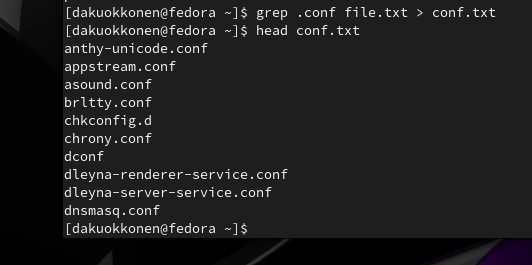 [dakuokkonen@fedora ~]$ grep .conf file.txt > conf.txt
[dakuokkonen@fedora ~]$ head conf.txt
anthy-unicode.conf
appstream.conf
asound.conf
brltty.conf
chkconfig.d
chrony.conf
dconf
dleyna-renderer-service.conf
dleyna-server-service.conf
dnsmasq.conf
[dakuokkonen@fedora ~]$